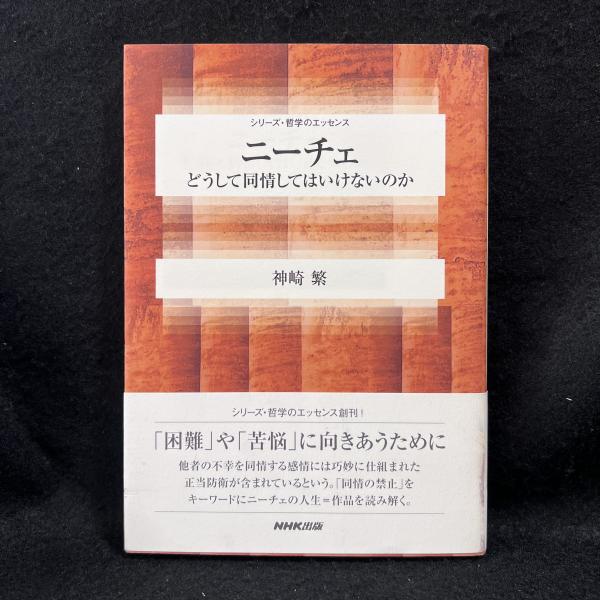 シリーズ・哲学のエッセンス
ニーチェ
どうして同情してはいけないのか
神崎 繁
シリーズ・哲学のエッセンス創刊！
「困難」や「苦悩」に向きあうために
他者の不幸を同情する感情には巧妙に仕組まれた
正当防衛が含まれているという。「同情の禁止」を
キーワードにニーチェの人生＝作品を読み解く。
NHK出版